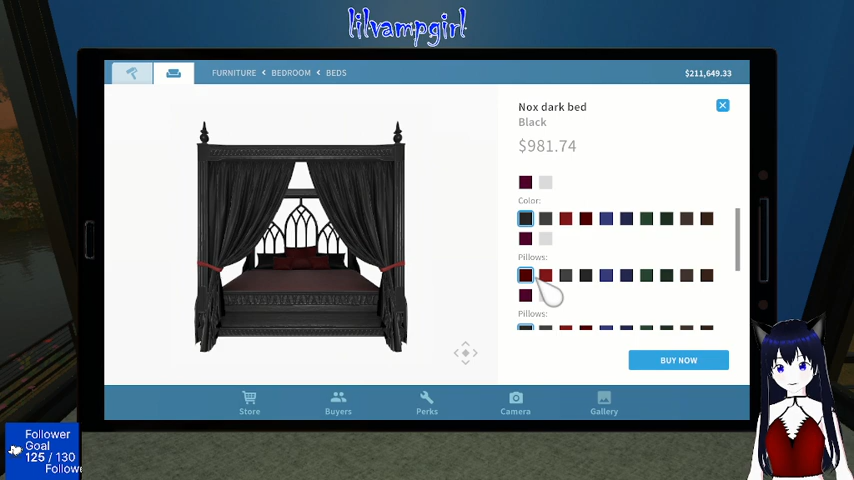 lilvampgirl
FURNITURE < BEDROOM < BEDS
$211,649.33
Nox dark bed
Black
$981.74
Color:
Pillows:
Pillows:
BUY NOW
Store
Buyers
Perks
Camera
Gallery
Follower
Goal
125 / 130
Followe